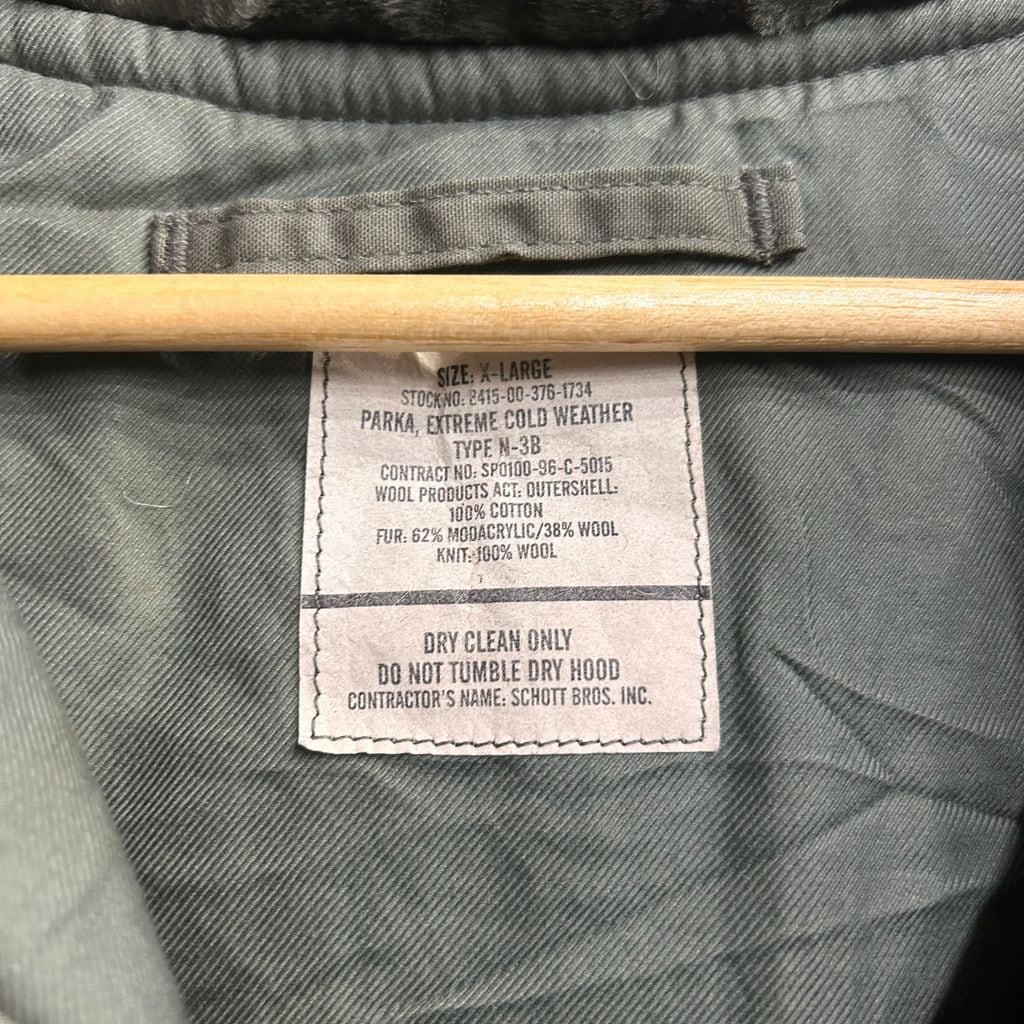 SIZE: X-LARGE
STOCK NO: 8415-00-376-1734
PARKA, EXTREME COLD WEATHER
TYPE N-3B
CONTRACT NO: SPO100-96-C-5015
WOOL PRODUCTS ACT: OUTERSHELL:
100% COTTON
FUR: 62% MODACRYLIC/38% WOOL
KNIT: 100% WOOL
DRY CLEAN ONLY
DO NOT TUMBLE DRY HOOD
CONTRACTOR'S NAME: SCHOTT BROS. INC.